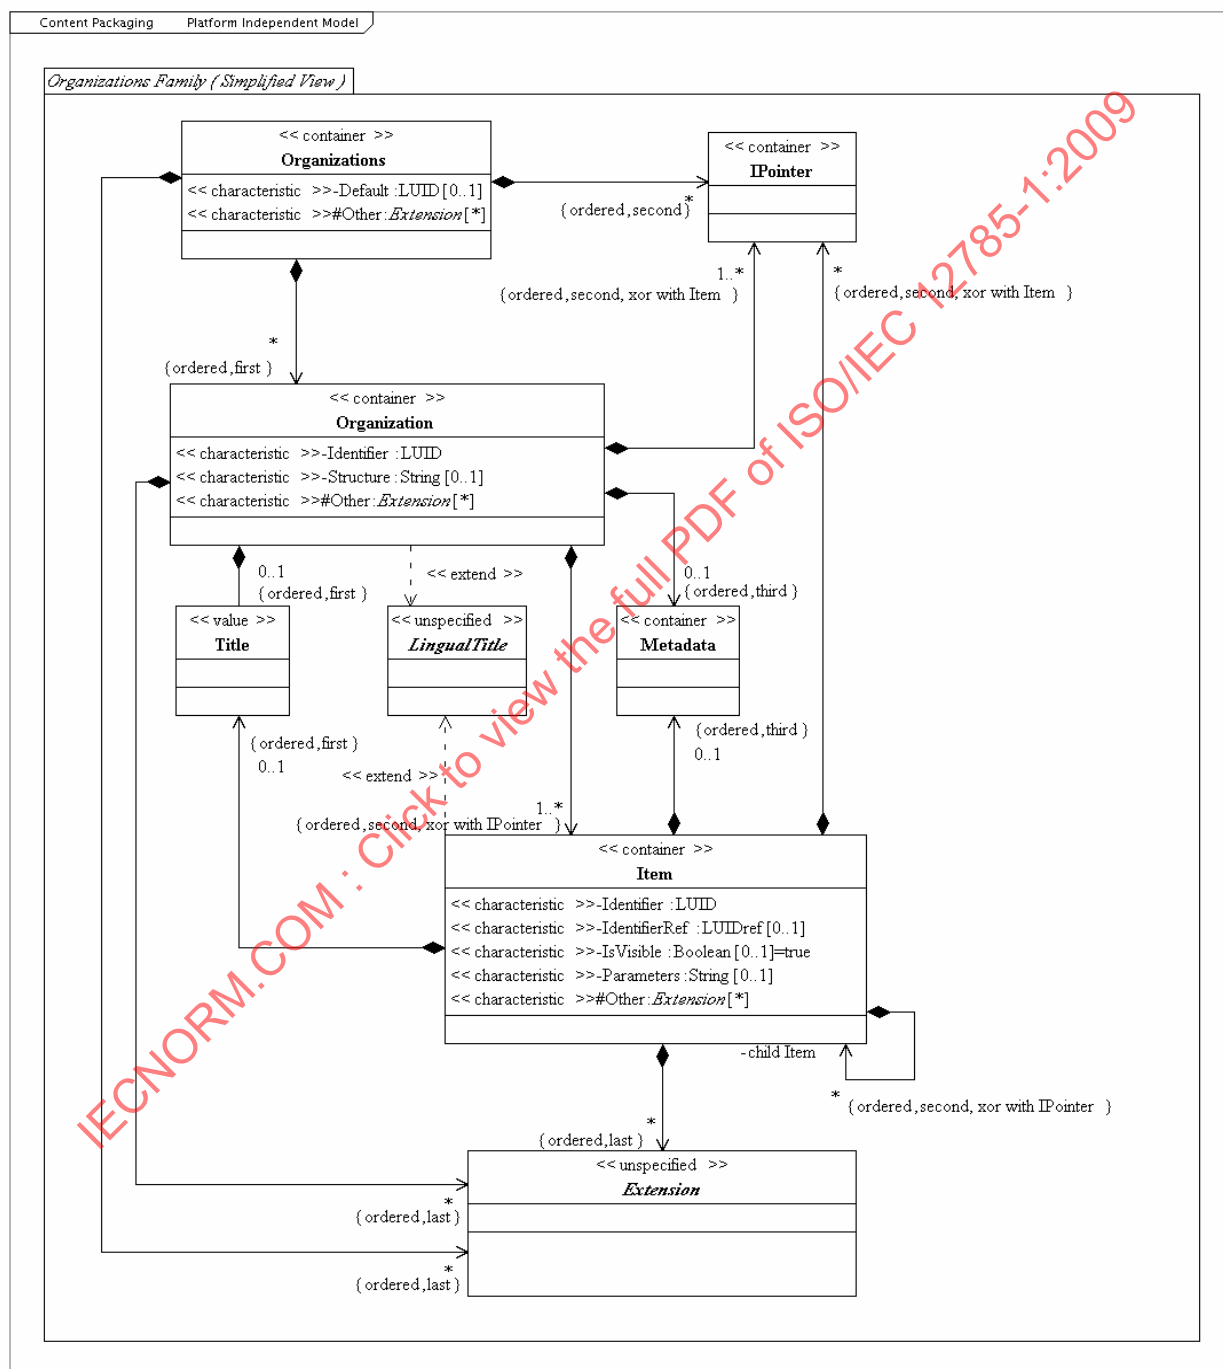 Content Packaging Platform Independent Model
Organizations Family ( Simplified View )
<< container >>
Organizations
<< characteristic >>-Default :LUID [0..1]
<< characteristic >>#Other:Extension[*]
<< container >>
IPointer
*
{ordered,second}
1..*
{ordered,second, xor with Item }
*
{ordered,second, xor with Item }
*
{ordered,first }
<< container >>
Organization
<< characteristic >>-Identifier :LUID
<< characteristic >>-Structure:String [0..1]
<< characteristic >>#Other:Extension[*]
0..1
{ordered,first }
<< extend >>
0..1
{ordered,third }
<< value >>
Title
<< unspecified >>
LingualTitle
<< container >>
Metadata
{ordered,first }
0..1
<< extend >>
{ordered,third }
0..1
1..*
{ordered,second, xor with IPointer }
<< container >>
Item
<< characteristic >>-Identifier :LUID
<< characteristic >>-IdentifierRef :LUIDref [0..1]
<< characteristic >>-IsVisible :Boolean [0..1]=true
<< characteristic >>-Parameters :String [0..1]
<< characteristic >>#Other:Extension[*]
-child Item
*
{ordered,second, xor with IPointer }
*
{ordered,last }
<< unspecified >>
Extension
*
{ordered,last }
*
{ordered,last }
IECNORM.COM : Click to view the full PDF of ISO/IEC 12785-1:2009